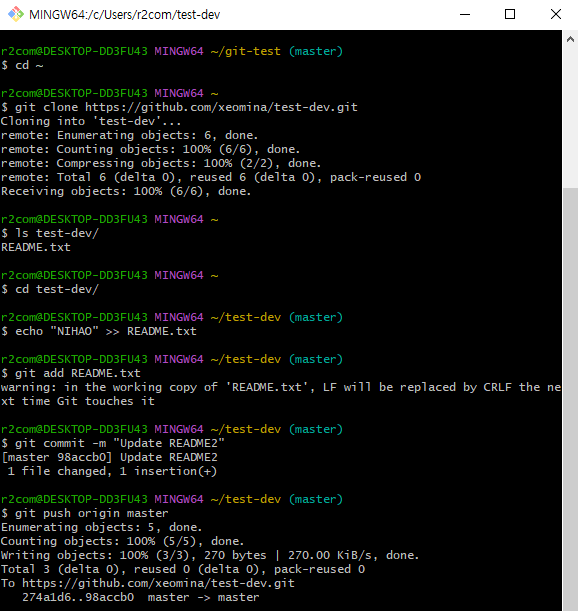 MINGW64:/c/Users/r2com/test-dev
r2com@DESKTOP-DD3FU43 MINGW64 ~/git-test (master)
$ cd ~
r2com@DESKTOP-DD3FU43 MINGW64 ~
$ git clone https://github.com/xeomina/test-dev.git
Cloning into 'test-dev'...
remote: Enumerating objects: 6, done.
remote: Counting objects: 100% (6/6), done.
remote: Compressing objects: 100% (2/2), done.
remote: Total 6 (delta 0), reused 6 (delta 0), pack-reused 0
Receiving objects: 100% (6/6), done.
r2com@DESKTOP-DD3FU43 MINGW64 ~
$ ls test-dev/
README.txt
r2com@DESKTOP-DD3FU43 MINGW64 ~
$ cd test-dev/
r2com@DESKTOP-DD3FU43 MINGW64 ~/test-dev (master)
$ echo "NIHAO" >> README.txt
r2com@DESKTOP-DD3FU43 MINGW64 ~/test-dev (master)
$ git add README.txt
warning: in the working copy of 'README.txt', LF will be replaced by CRLF the ne
xt time Git touches it
r2com@DESKTOP-DD3FU43 MINGW64 ~/test-dev (master)
$ git commit -m "Update README2"
[master 98accb0] Update README2
 1 file changed, 1 insertion(+)
r2com@DESKTOP-DD3FU43 MINGW64 ~/test-dev (master)
$ git push origin master
Enumerating objects: 5, done.
Counting objects: 100% (5/5), done.
Writing objects: 100% (3/3), 270 bytes | 270.00 KiB/s, done.
Total 3 (delta 0), reused 0 (delta 0), pack-reused 0
To https://github.com/xeomina/test-dev.git
   274a1d6..98accb0  master -> master